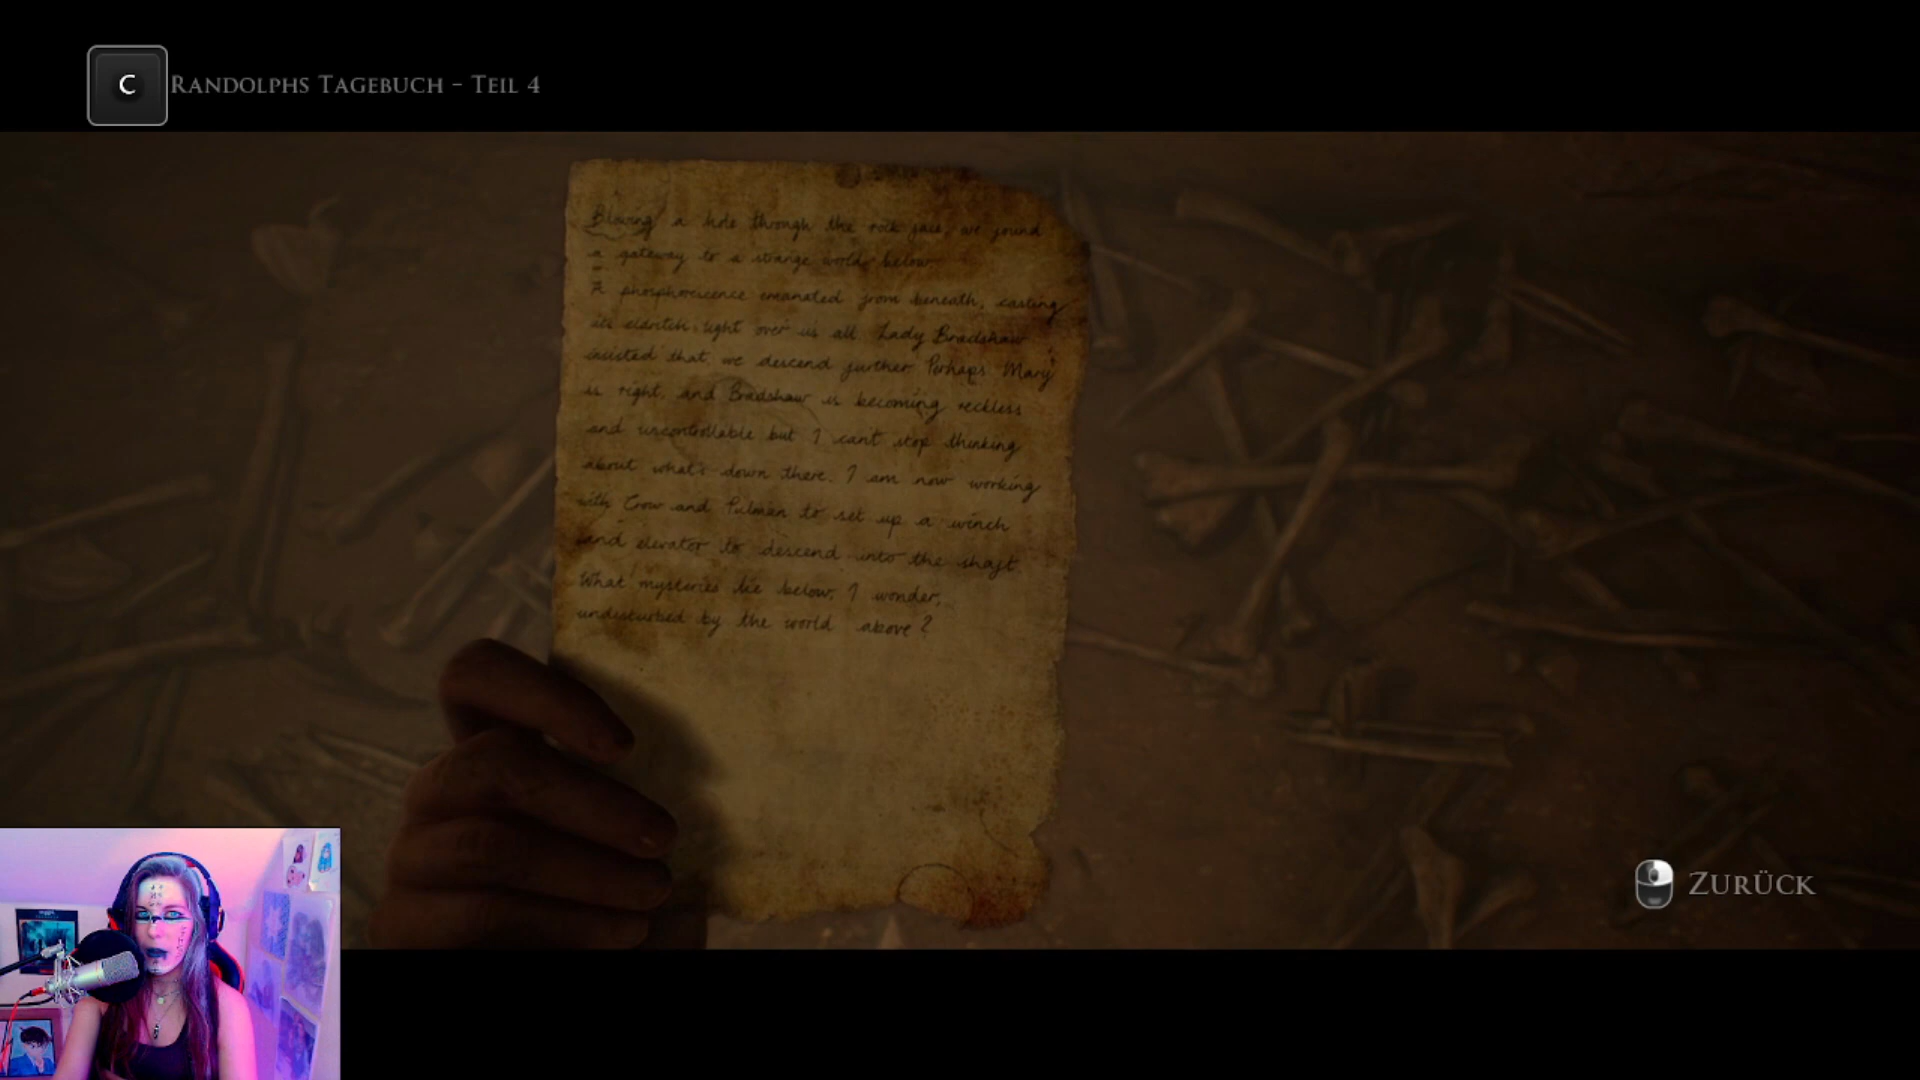 C
RANDOLPHS TAGEBUCH - TEIL 4
Blowing a hole through the rock face, we found
a gateway to a strange world below.
A phosphorescence emanated from beneath, casting
its eldritch light over us all. Lady Bradshaw
insisted that we descend further. Perhaps Mary
is right, and Bradshaw is becoming reckless
and uncontrollable but I can't stop thinking
about what's down there. I am now working
with Crow and Pulman to set up a winch
and elevator to descend into the shaft.
What mysteries lie below, I wonder,
undisturbed by the world above?
ZURÜCK